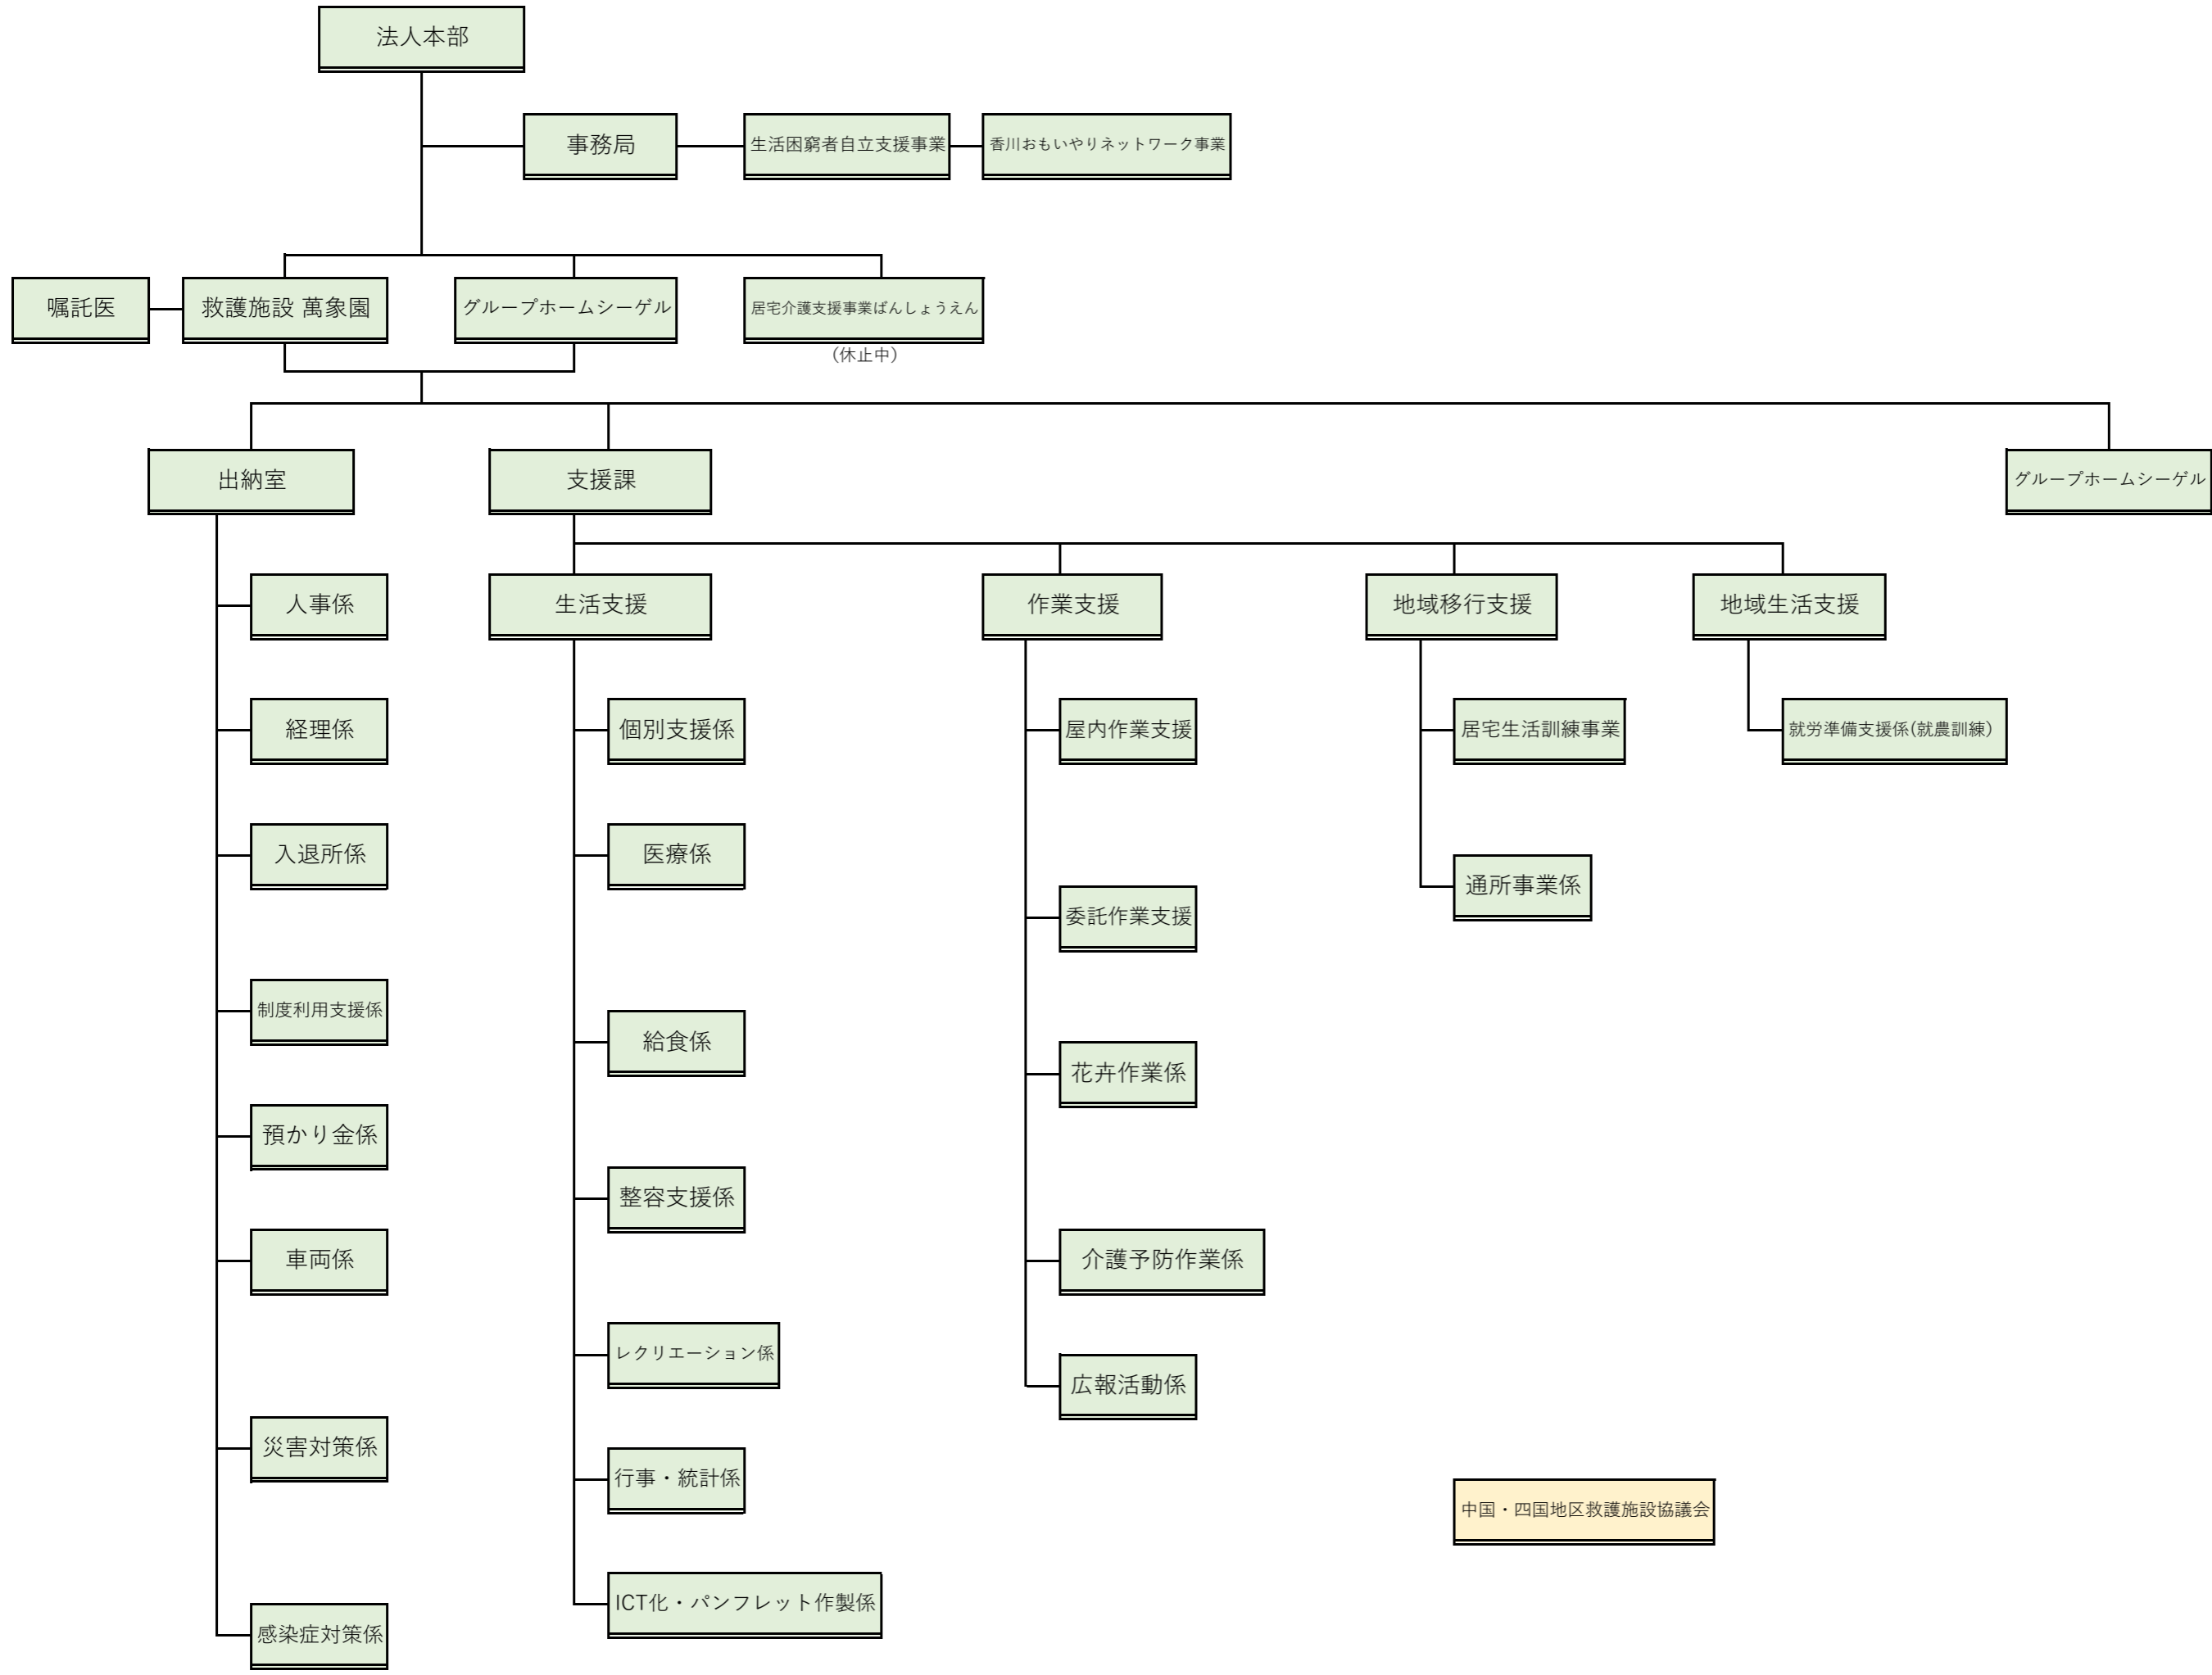 法人本部
事務局
生活困窮者自立支援事業
香川おもいやりネットワーク事業
嘱託医
救護施設 萬象園
グループホームシーゲル
居宅介護支援事業ばんしょうえん
(休止中)
出納室
支援課
グループホームシーゲル
人事係
生活支援
作業支援
地域移行支援
地域生活支援
経理係
個別支援係
屋内作業支援
居宅生活訓練事業
就労準備支援係(就農訓練)
入退所係
医療係
通所事業係
委託作業支援
制度利用支援係
給食係
花卉作業係
預かり金係
整容支援係
車両係
介護予防作業係
レクリエーション係
広報活動係
災害対策係
行事・統計係
中国・四国地区救護施設協議会
ICT化・パンフレット作製係
感染症対策係